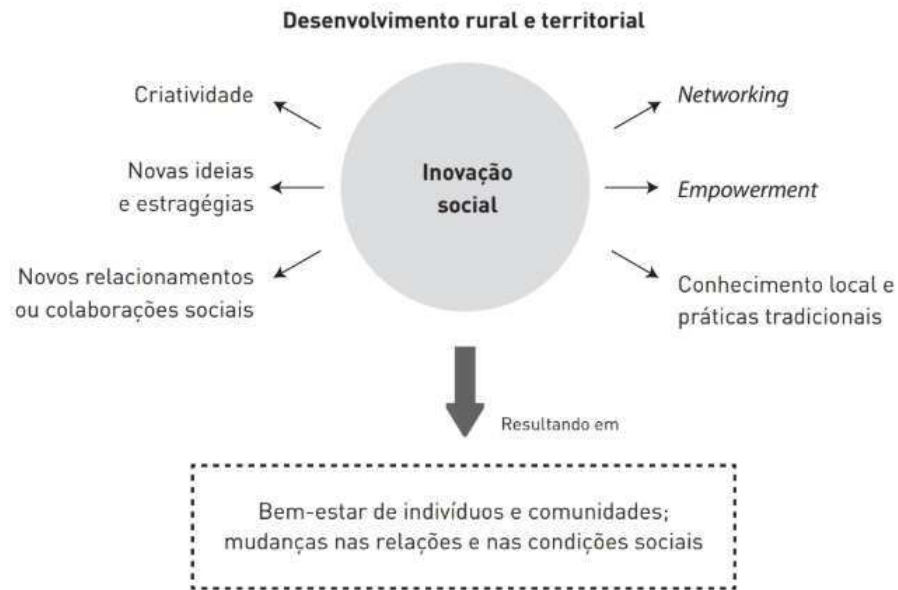 Desenvolvimento rural e territorial
Criatividade
Novas ideias
e estragégias
Novos relacionamentos
ou colaborações sociais
Inovação
social
Networking
Empowerment
Conhecimento local e
práticas tradicionais
Resultando em
Bem-estar de indivíduos e comunidades;
mudanças nas relações e nas condições sociais